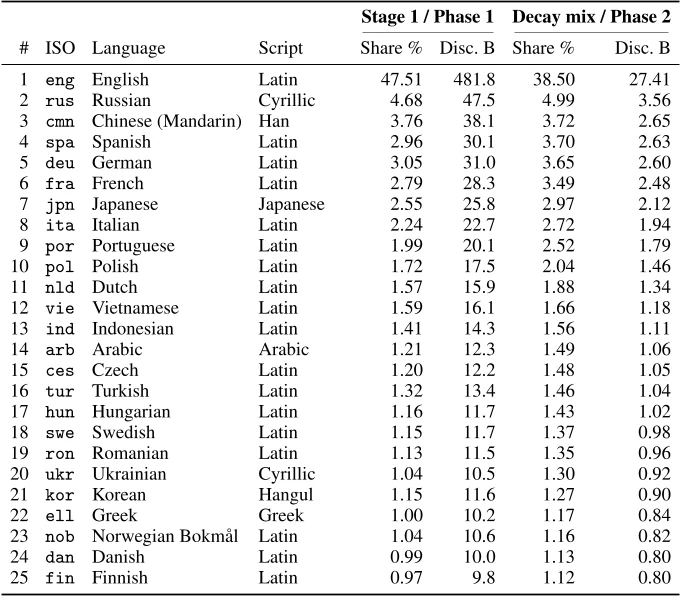 Stage 1 / Phase 1 Decay mix / Phase 2
# ISO Language Script Share % Disc. B Share % Disc. B
1 eng English Latin 47.51 481.8 38.50 27.41
2 rus Russian Cyrillic 4.68 47.5 4.99 3.56
3 cmn Chinese (Mandarin) Han 3.76 38.1 3.72 2.65
4 spa Spanish Latin 2.96 30.1 3.70 2.63
5 deu German Latin 3.05 31.0 3.65 2.60
6 fra French Latin 2.79 28.3 3.49 2.48
7 jpn Japanese Japanese 2.55 25.8 2.97 2.12
8 ita Italian Latin 2.24 22.7 2.72 1.94
9 por Portuguese Latin 1.99 20.1 2.52 1.79
10 pol Polish Latin 1.72 17.5 2.04 1.46
11 nld Dutch Latin 1.57 15.9 1.88 1.34
12 vie Vietnamese Latin 1.59 16.1 1.66 1.18
13 ind Indonesian Latin 1.41 14.3 1.56 1.11
14 arb Arabic Arabic 1.21 12.3 1.49 1.06
15 ces Czech Latin 1.20 12.2 1.48 1.05
16 tur Turkish Latin 1.32 13.4 1.46 1.04
17 hun Hungarian Latin 1.16 11.7 1.43 1.02
18 swe Swedish Latin 1.15 11.7 1.37 0.98
19 ron Romanian Latin 1.13 11.5 1.35 0.96
20 ukr Ukrainian Cyrillic 1.04 10.5 1.30 0.92
21 kor Korean Hangul 1.15 11.6 1.27 0.90
22 ell Greek Greek 1.00 10.2 1.17 0.84
23 nob Norwegian Bokmål Latin 1.04 10.6 1.16 0.82
24 dan Danish Latin 0.99 10.0 1.13 0.80
25 fin Finnish Latin 0.97 9.8 1.12 0.80